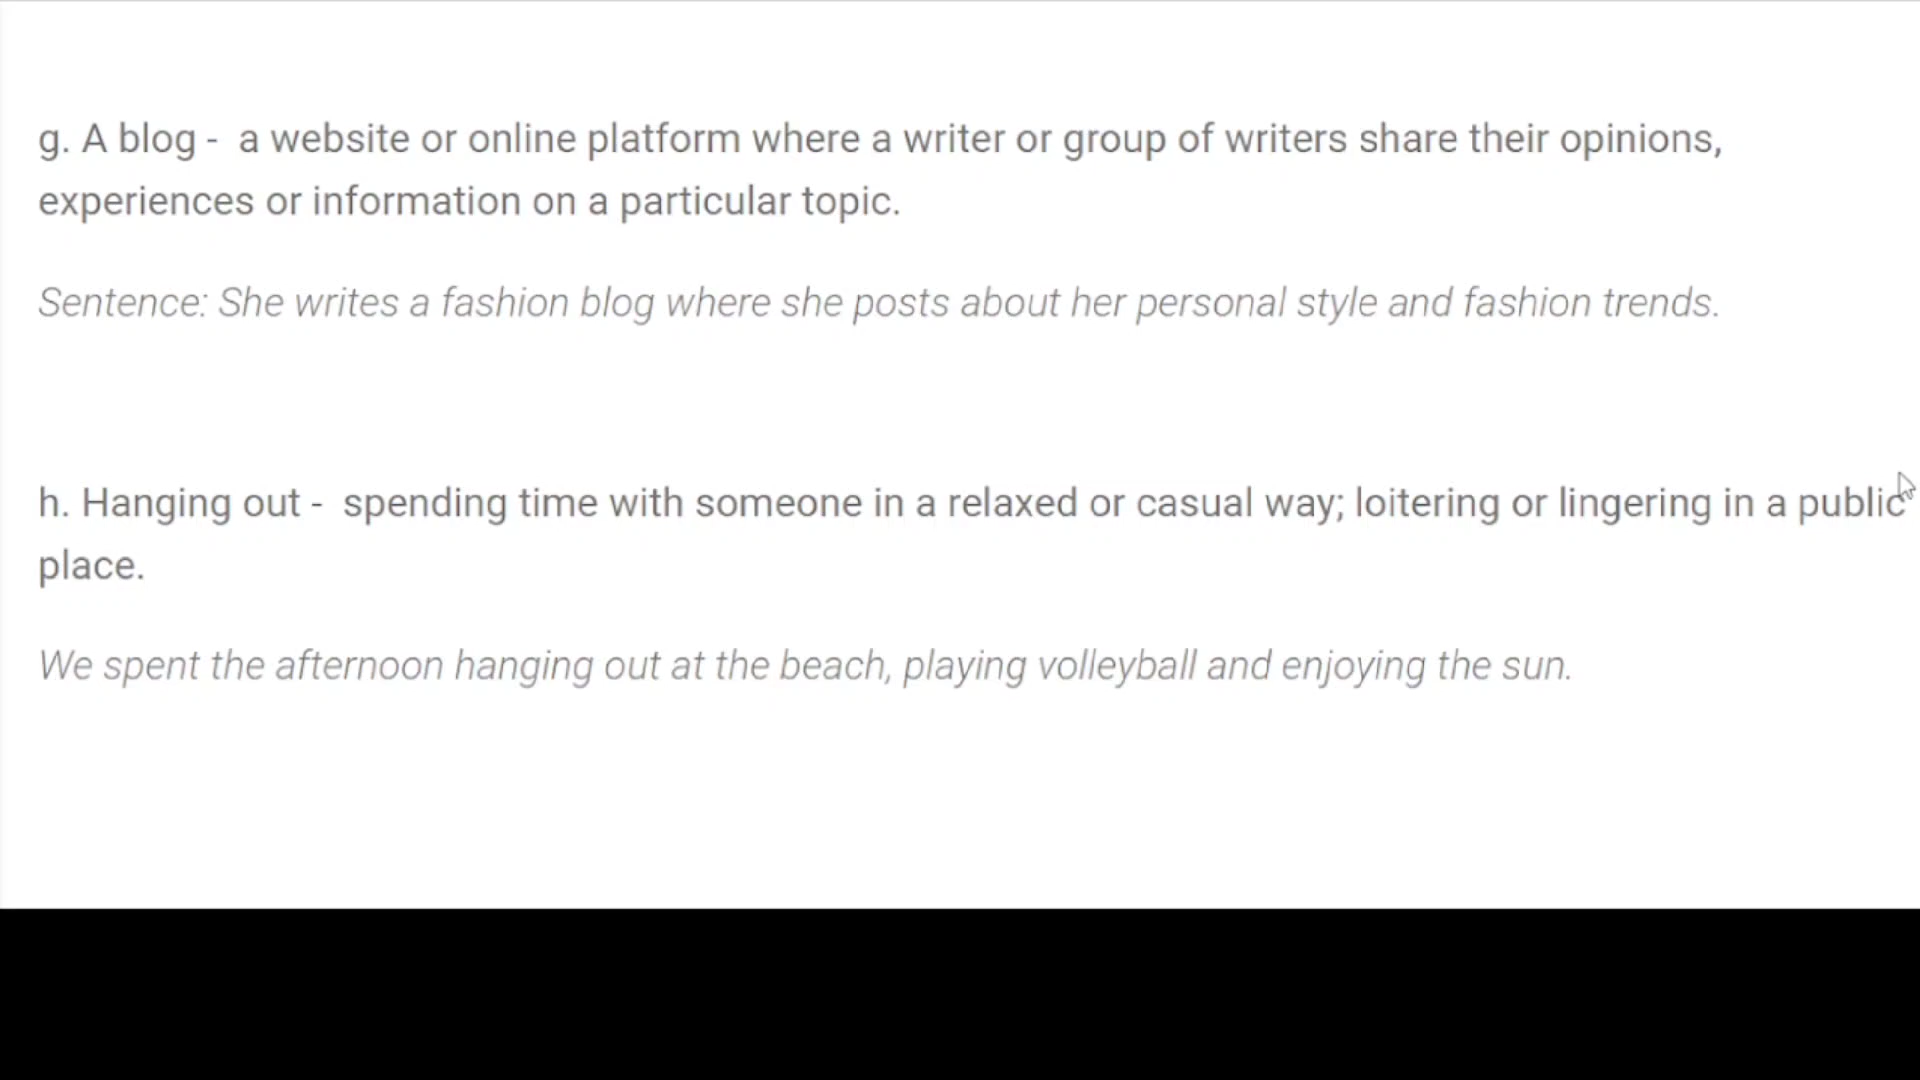 g. A blog -  a website or online platform where a writer or group of writers share their opinions,
experiences or information on a particular topic.
Sentence: She writes a fashion blog where she posts about her personal style and fashion trends.
h. Hanging out -  spending time with someone in a relaxed or casual way; loitering or lingering in a public
place.
We spent the afternoon hanging out at the beach, playing volleyball and enjoying the sun.